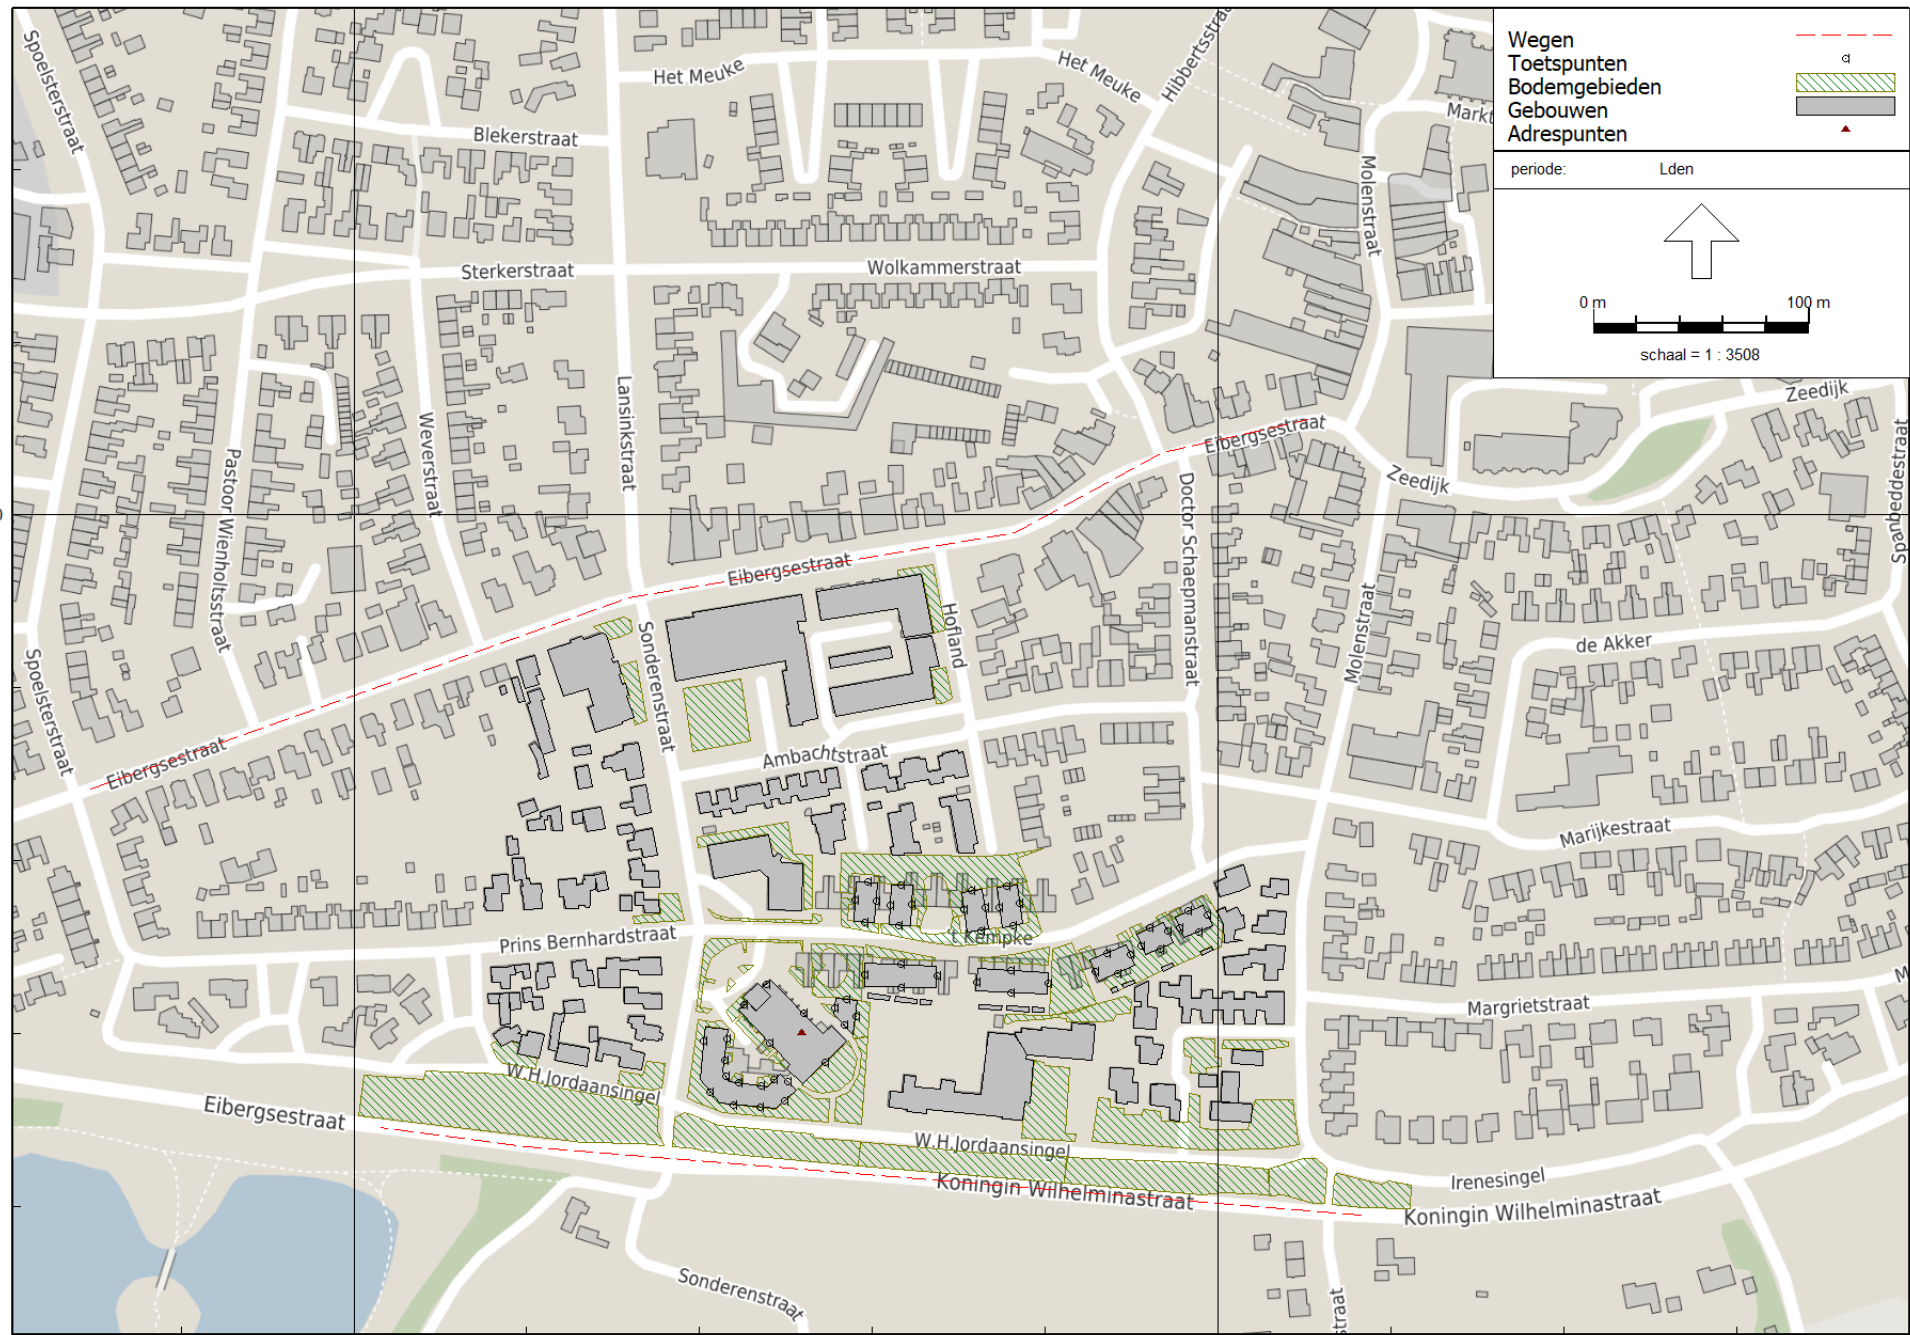 Wegen
Toetspunten
Bodemgebieden
Gebouwen
Adrespunten
periode: Lden
0 m 100 m
schaal = 1 : 3508
Spoelsterstraat
Het Meuke
Het Meuke
Markt
Blekerstraat
Molenstraat
Sterkerstraat
Wolkammerstraat
Lansinkstraat
Weverstraat
Pastoor Wienholtsstraat
Zeedijk
Eibergsestraat
Zeedijk
Spanbeddestraat
Doctor Schaepmanstraat
Eibergsestraat
Hofland
Molenstraat
de Akker
Spoelsterstraat
Sonderenstraat
Eibergsestraat
Ambachtstraat
Marijkestraat
Prins Bernhardstraat
't Kempke
Margrietstraat
W.H.Jordaansingel
Eibergsestraat
W.H.Jordaansingel
Irenesingel
Koningin Wilhelminastraat
Koningin Wilhelminastraat
Sonderenstraat
straat